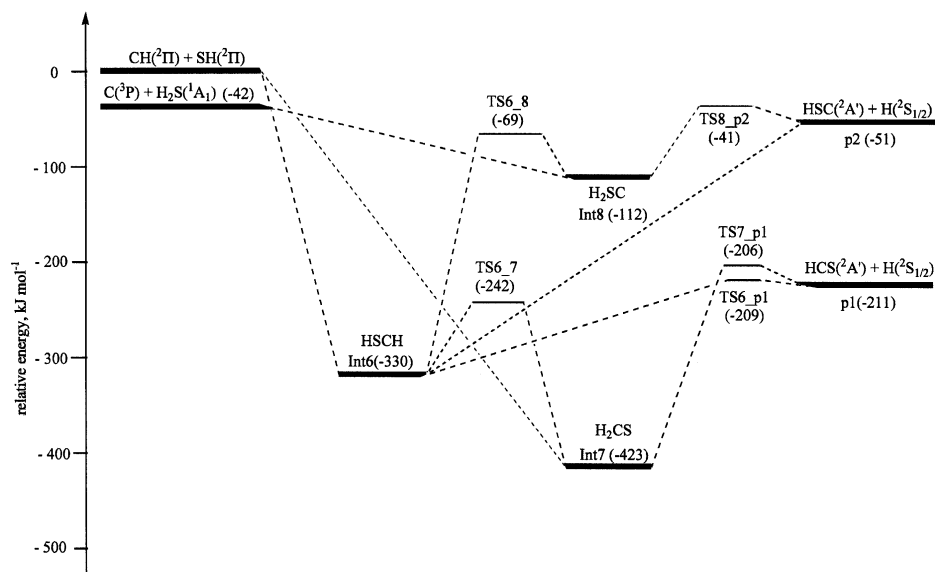 CH(²Π) + SH(²Π)
0
C(³P) + H₂S(¹A₁) (-42)
TS6_8
(-69)
TS8_p2
(-41)
HSC(²A') + H(²S₁/₂)
p2 (-51)
- 100
H₂SC
Int8 (-112)
- 200
TS7_p1
(-206)
TS6_7
(-242)
HCS(²A') + H(²S₁/₂)
TS6_p1
(-209)
p1(-211)
- 300
HSCH
Int6(-330)
- 400
H₂CS
Int7 (-423)
- 500
relative energy, kJ mol⁻¹